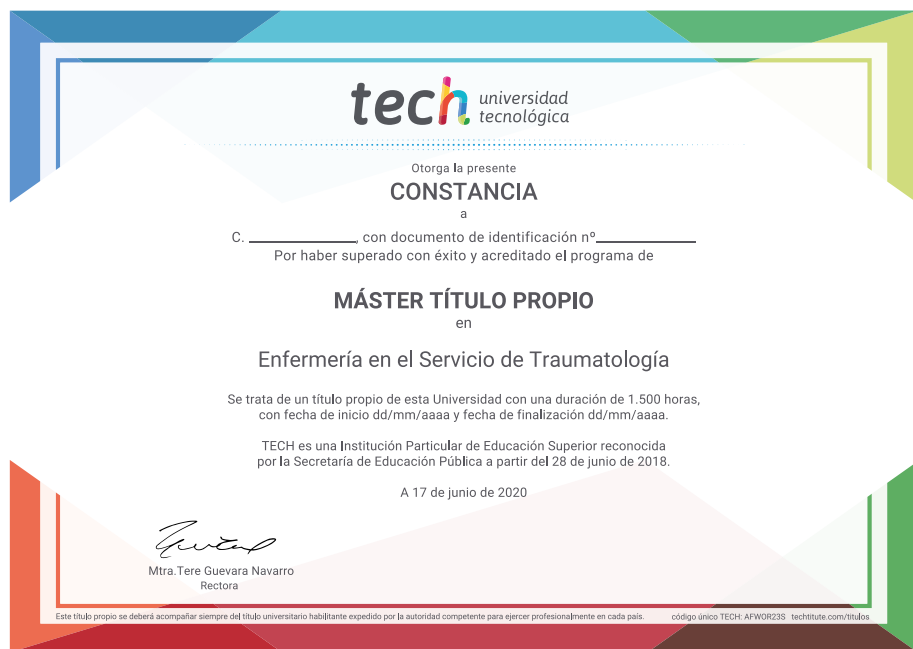 tech universidad
tecnológica
Otorga la presente
CONSTANCIA
a
C. ____________, con documento de identificación nº____________
Por haber superado con éxito y acreditado el programa de
MÁSTER TÍTULO PROPIO
en
Enfermería en el Servicio de Traumatología
Se trata de un título propio de esta Universidad con una duración de 1.500 horas,
con fecha de inicio dd/mm/aaaa y fecha de finalización dd/mm/aaaa.
TECH es una Institución Particular de Educación Superior reconocida
por la Secretaría de Educación Pública a partir del 28 de junio de 2018.
A 17 de junio de 2020
Mtra.Tere Guevara Navarro
Rectora
Este título propio se deberá acompañar siempre del título universitario habilitante expedido por la autoridad competente para ejercer profesionalmente en cada país. código único TECH: AFWOR23S techtitute.com/titulos